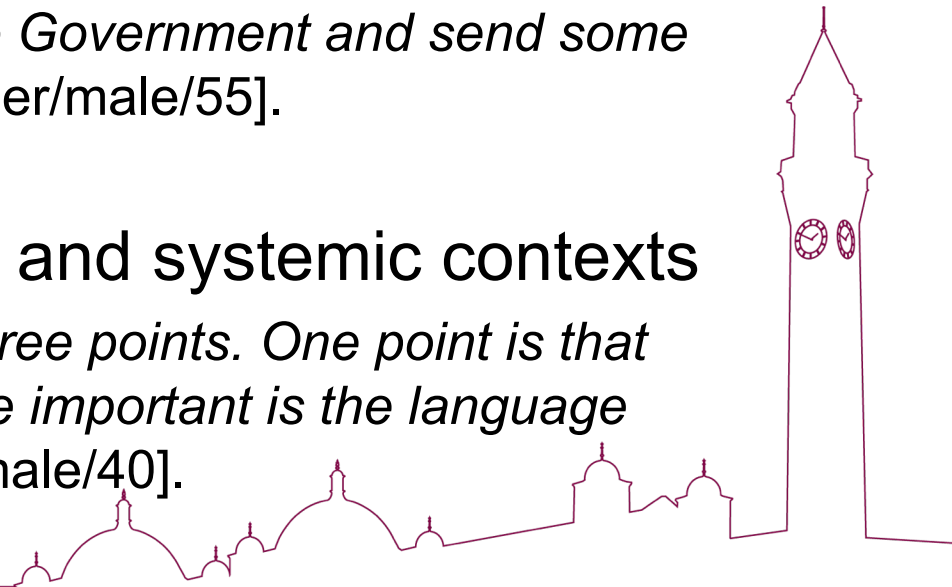 Government and send some
er/male/55].
and systemic contexts
ree points. One point is that
e important is the language
ale/40].